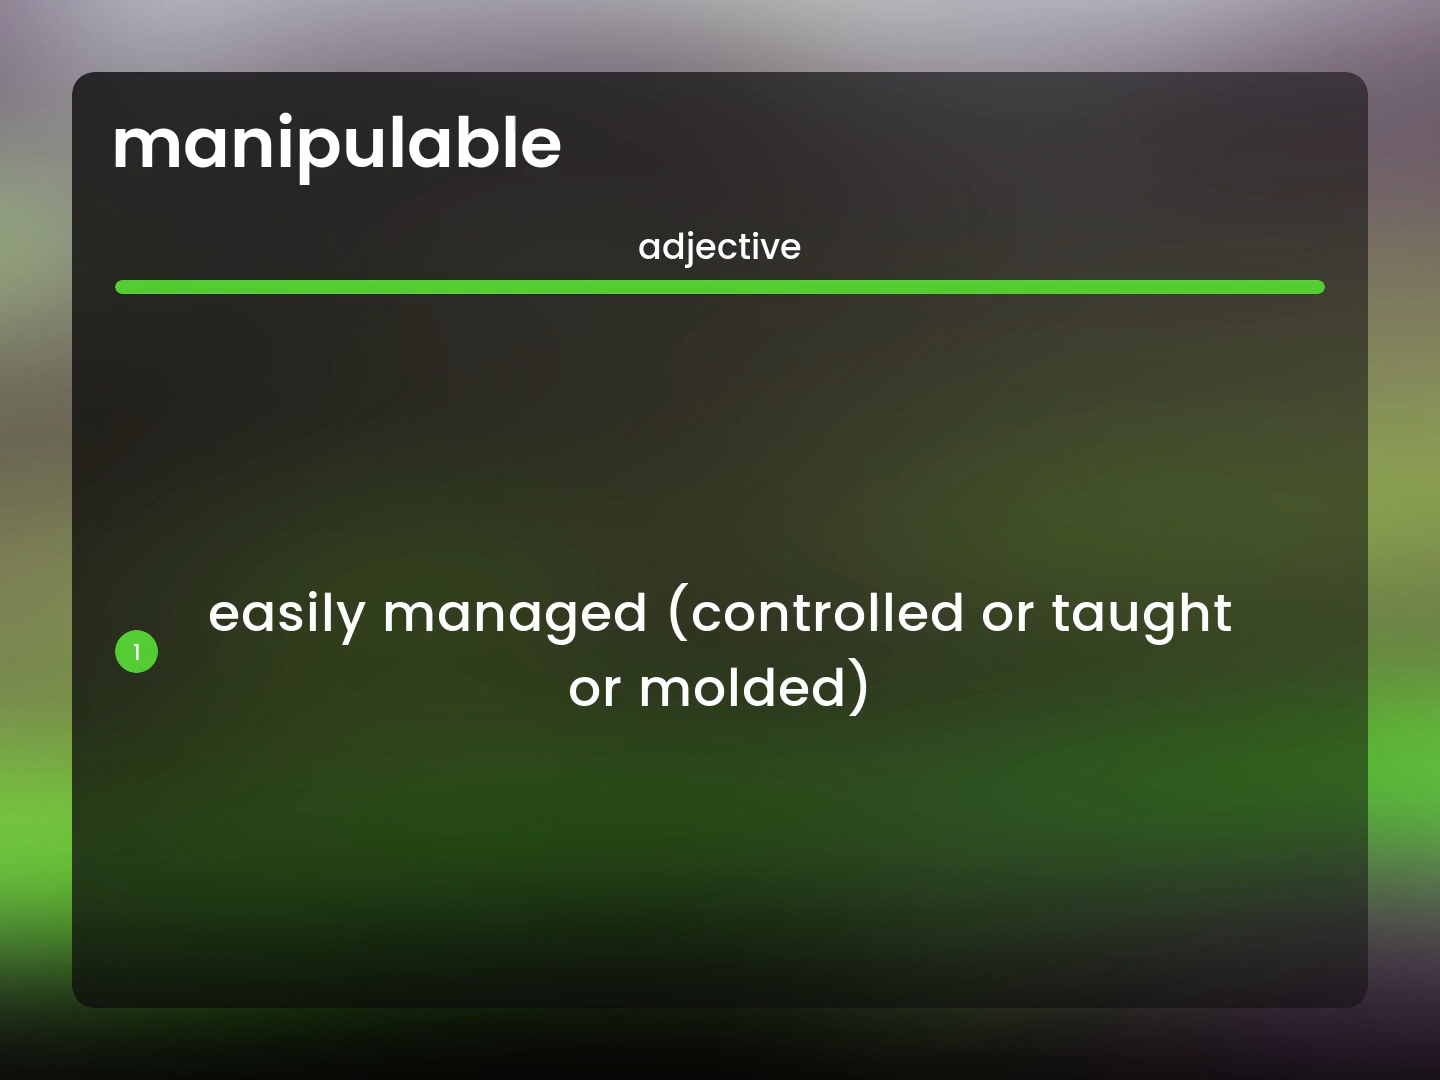 manipulable
adjective
1
easily managed (controlled or taught
or molded)